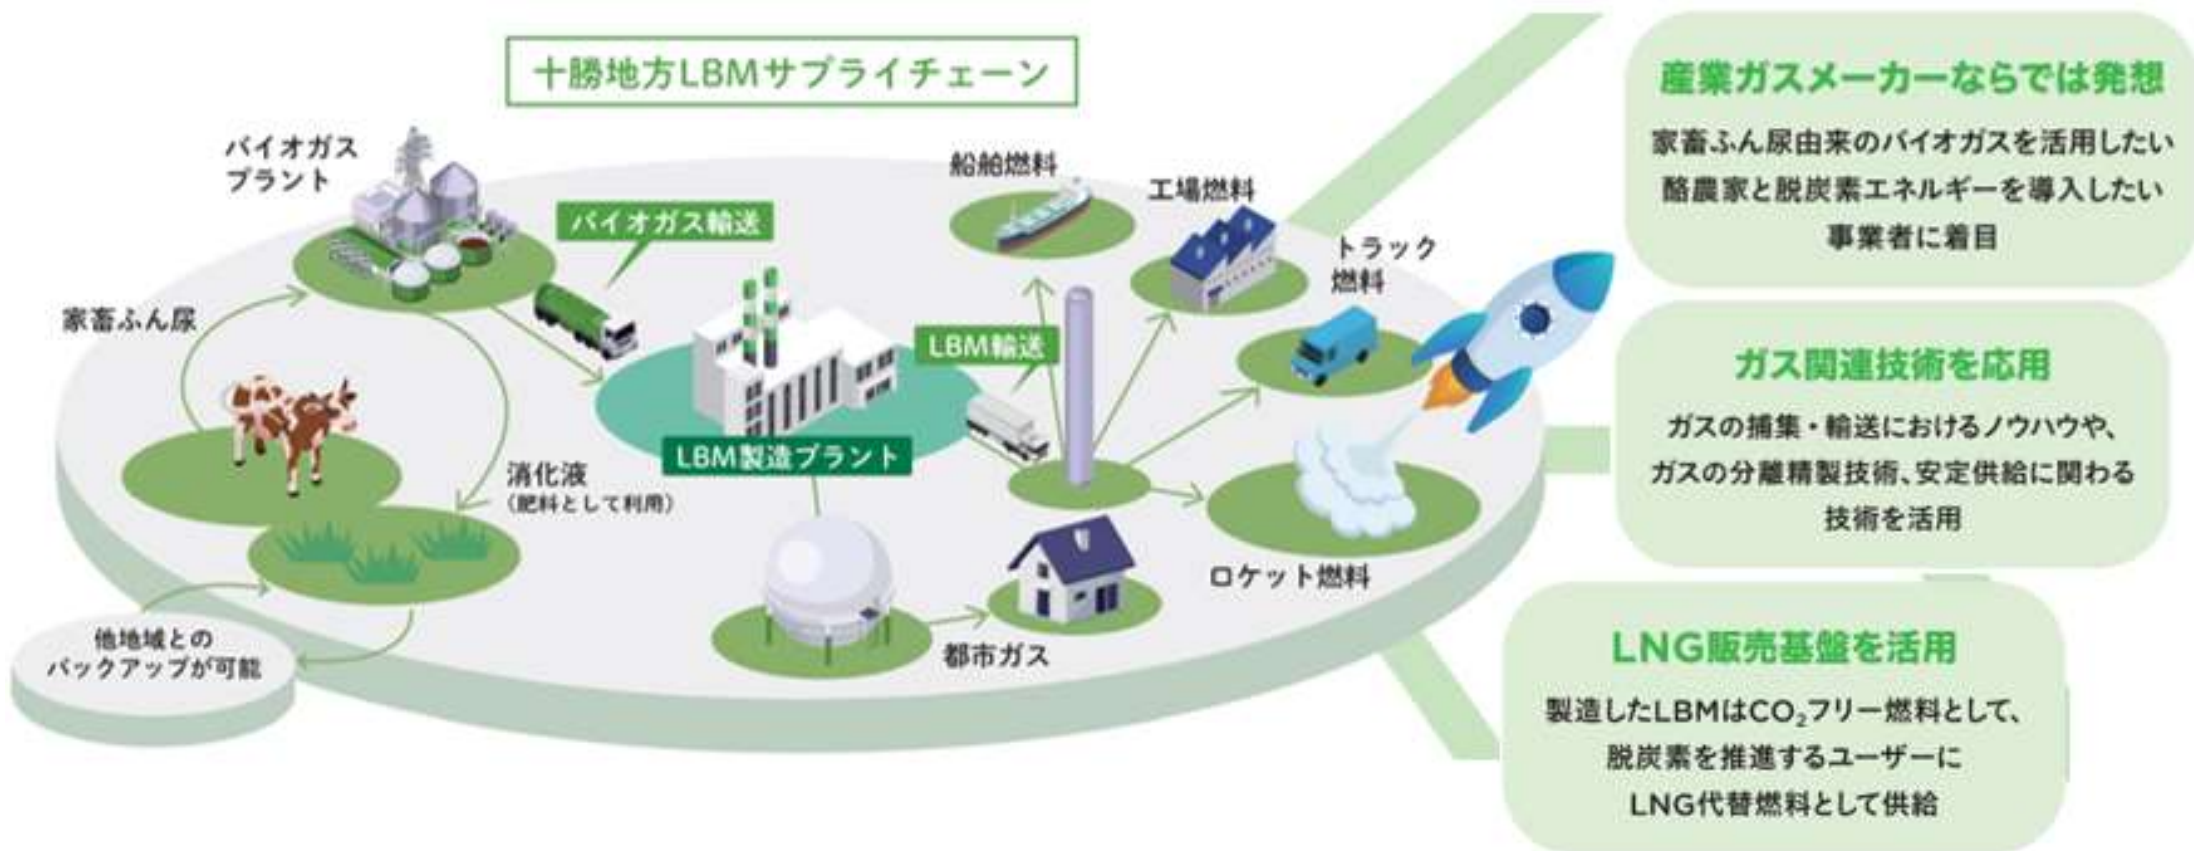 十勝地方LBMサプライチェーン
バイオガス
プラント
バイオガス輸送
家畜ふん尿
消化液
(肥料として利用)
他地域との
バックアップが可能
LBM製造プラント
LBM輸送
船舶燃料
工場燃料
トラック
燃料
ロケット燃料
都市ガス
産業ガスメーカーならでは発想
家畜ふん尿由来のバイオガスを活用したい
酪農家と脱炭素エネルギーを導入したい
事業者に着目
ガス関連技術を応用
ガスの捕集・輸送におけるノウハウや、
ガスの分離精製技術、安定供給に関わる
技術を活用
LNG販売基盤を活用
製造したLBMはCO₂フリー燃料として、
脱炭素を推進するユーザーに
LNG代替燃料として供給